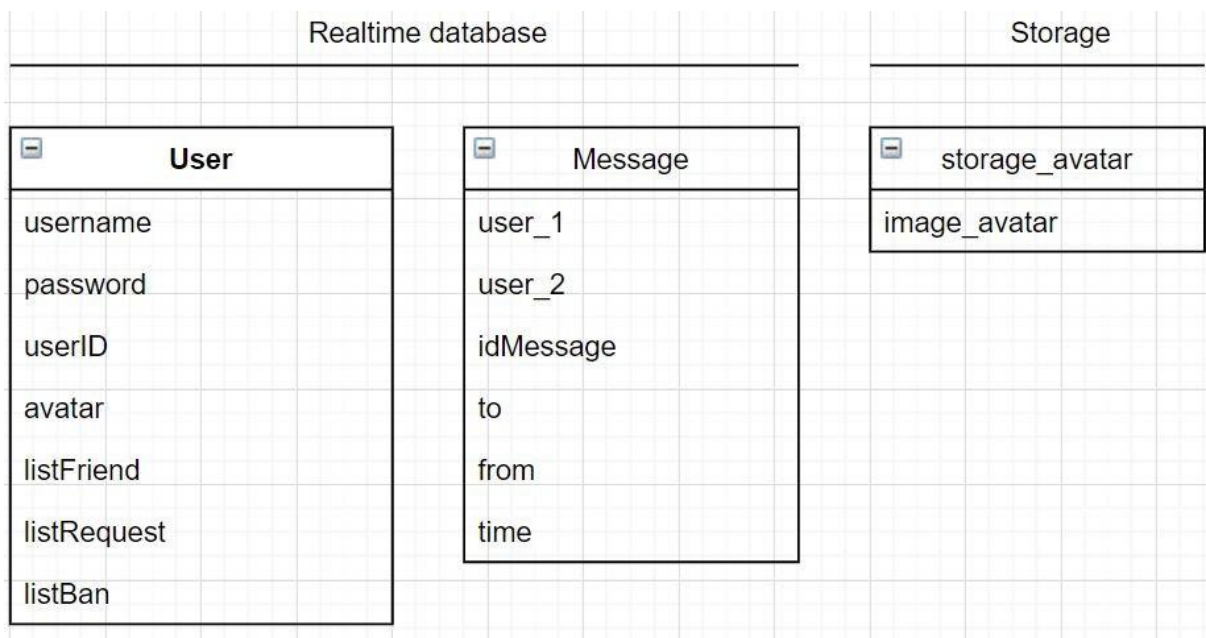 Realtime database
Storage
User
username
password
userID
avatar
listFriend
listRequest
listBan
Message
user_1
user_2
idMessage
to
from
time
storage_avatar
image_avatar